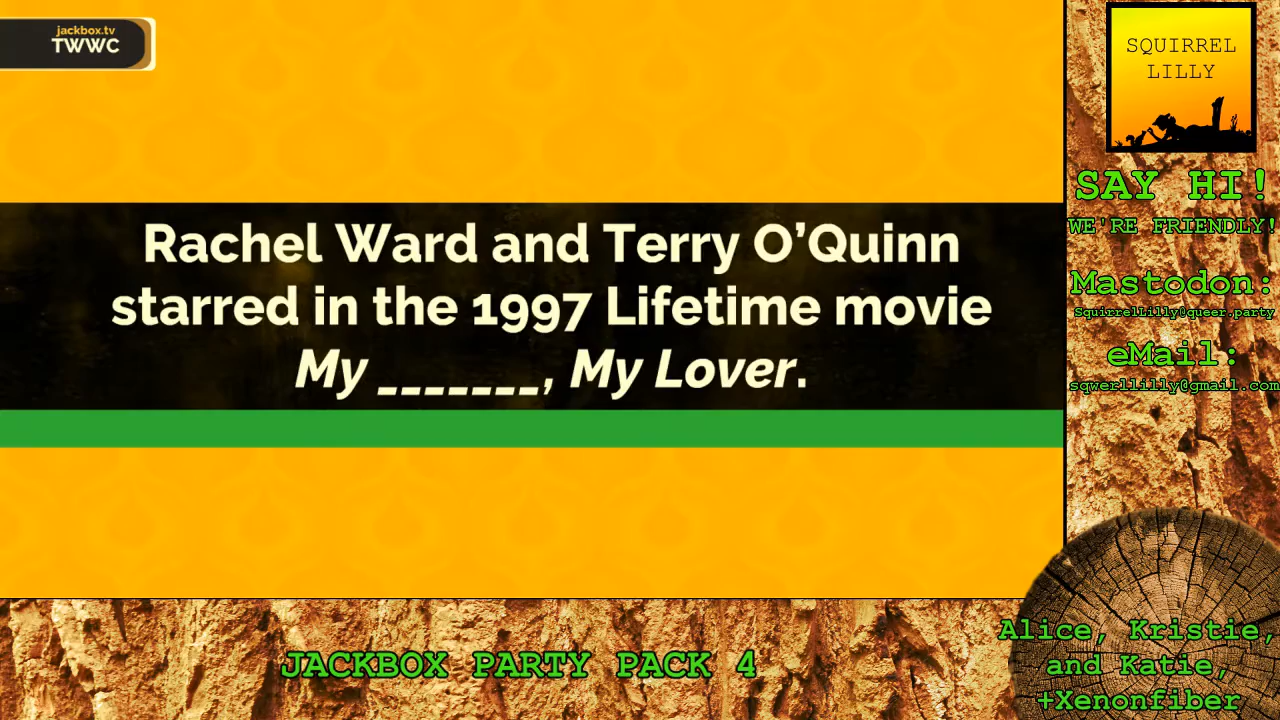 jackbox.tv
TWWC
Rachel Ward and Terry O’Quinn
starred in the 1997 Lifetime movie
My _______, My Lover.
SQUIRREL
LILLY
SAY HI!
WE'RE FRIENDLY!
Mastodon:
SquirrelLilly@queer.party
eMail:
sqwerllilly@gmail.com
JACKBOX PARTY PACK 4
Alice, Kristie,
and Katie,
+Xenonfiber